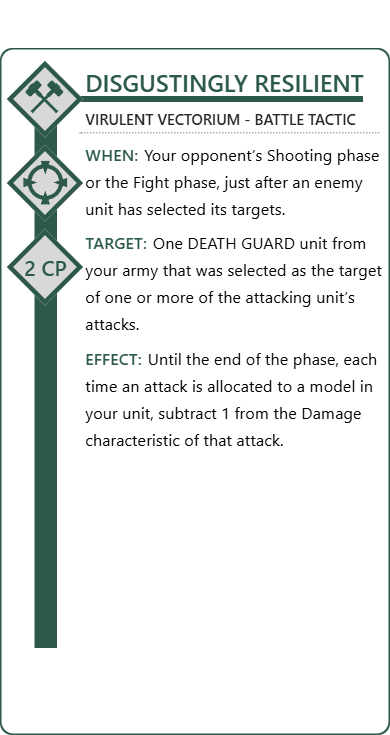 DISGUSTINGLY RESILIENT
VIRULENT VECTORIUM - BATTLE TACTIC
WHEN: Your opponent's Shooting phase
or the Fight phase, just after an enemy
unit has selected its targets.
2 CP
TARGET: One DEATH GUARD unit from
your army that was selected as the target
of one or more of the attacking unit's
attacks.
EFFECT: Until the end of the phase, each
time an attack is allocated to a model in
your unit, subtract 1 from the Damage
characteristic of that attack.